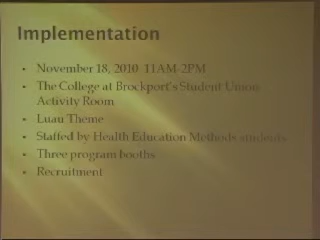 Implementation
• November 18, 2010 11AM-2PM
• The College at Brockport's Student Union
Activity Room
• Luau Theme
• Staffed by Health Education Methods students
• Three program booths
• Recruitment